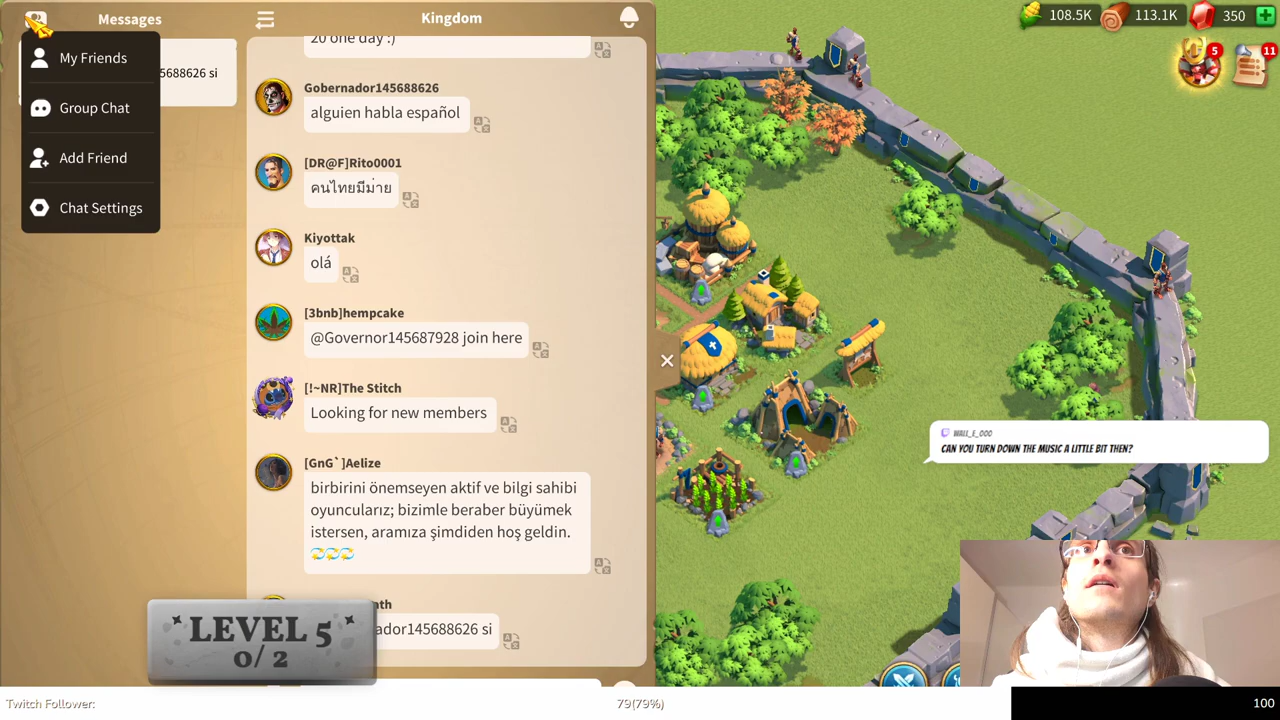 Messages
Kingdom
108.5K
113.1K
350
5
11
My Friends
Group Chat
Add Friend
Chat Settings
5688626 si
20 one day :)
Gobernador145688626
alguien habla español
[DR@F]Rito0001
คนไทยมีม่าย
Kiyottak
olá
[3bnb]hempcake
@Governor145687928 join here
[!~NR]The Stitch
Looking for new members
[GnG`]Aelize
birbirini önemseyen aktif ve bilgi sahibi
oyuncularız; bizimle beraber büyümek
istersen, aramıza şimdiden hoş geldin.
ath
ador145688626 si
LEVEL 5
0/2
WALL_E_000
CAN YOU TURN DOWN THE MUSIC A LITTLE BIT THEN?
Twitch Follower:
79(79%)
100